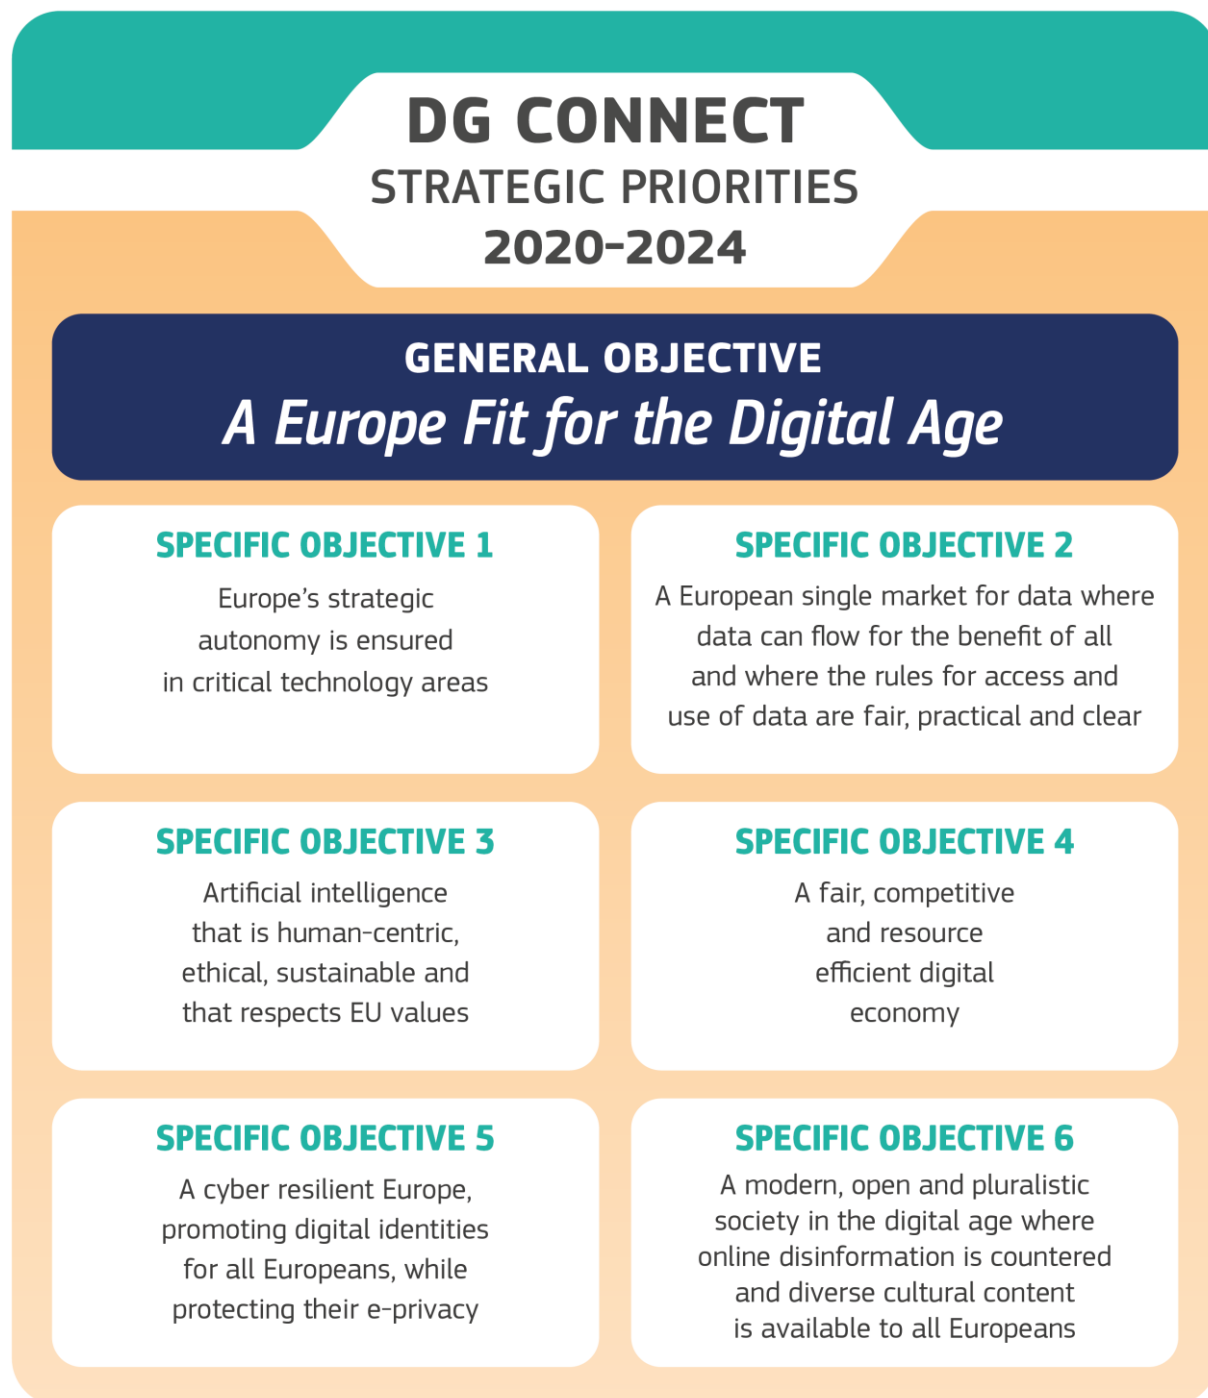 DG CONNECT
STRATEGIC PRIORITIES
2020-2024
GENERAL OBJECTIVE
A Europe Fit for the Digital Age
SPECIFIC OBJECTIVE 1
Europe’s strategic
autonomy is ensured
in critical technology areas
SPECIFIC OBJECTIVE 2
A European single market for data where
data can flow for the benefit of all
and where the rules for access and
use of data are fair, practical and clear
SPECIFIC OBJECTIVE 3
Artificial intelligence
that is human-centric,
ethical, sustainable and
that respects EU values
SPECIFIC OBJECTIVE 4
A fair, competitive
and resource
efficient digital
economy
SPECIFIC OBJECTIVE 5
A cyber resilient Europe,
promoting digital identities
for all Europeans, while
protecting their e-privacy
SPECIFIC OBJECTIVE 6
A modern, open and pluralistic
society in the digital age where
online disinformation is countered
and diverse cultural content
is available to all Europeans